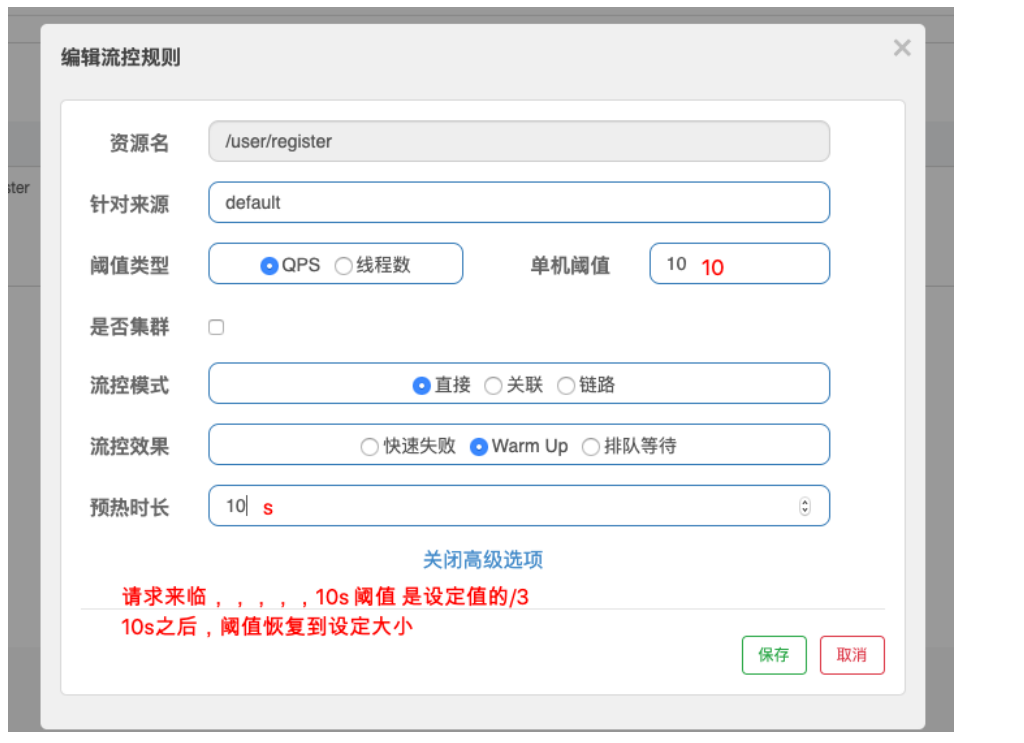 编辑流控规则 ×
资源名 /user/register
ster
针对来源 default
阈值类型 QPS 线程数 单机阈值 10 10
是否集群
流控模式 直接 关联 链路
流控效果 快速失败 Warm Up 排队等待
预热时长 10 s
关闭高级选项
请求来临，，，，，10s 阈值 是设定值的/3
10s之后，阈值恢复到设定大小
保存 取消